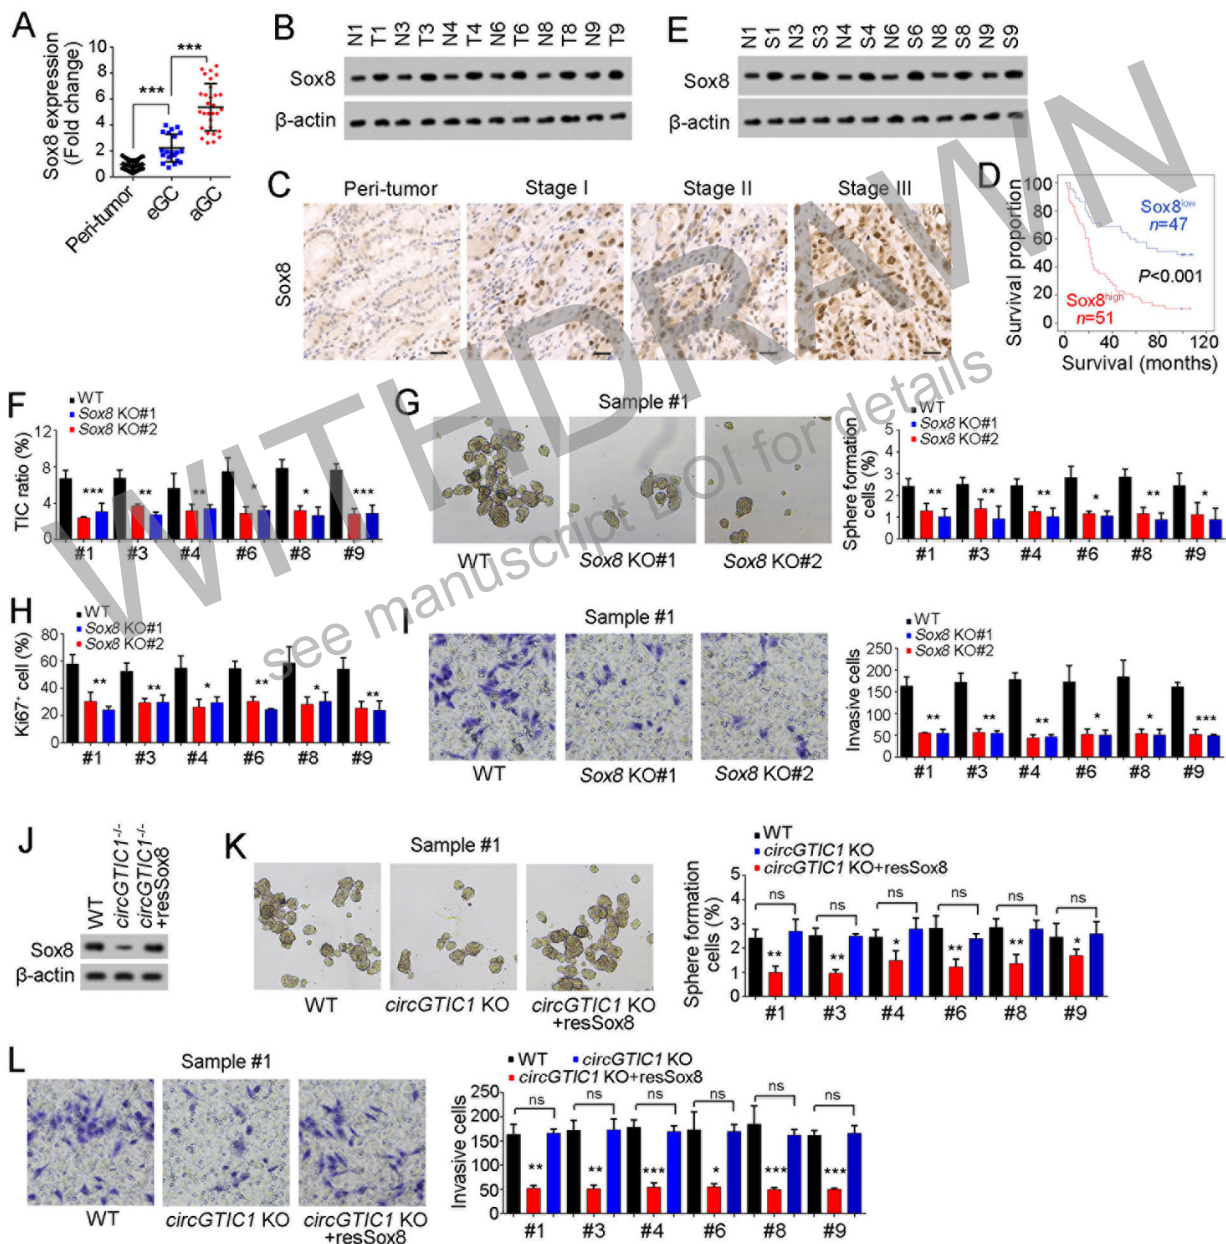 A
Sox8 expression
(Fold change)
10
8
6
4
2
0
***
***
Peri-tumor
eGC
aGC
B
N1 T1 N3 T3 N4 T4 N6 T6 N8 T8 N9 T9
Sox8
β-actin
E
N1 S1 N3 S3 N4 S4 N6 S6 N8 S8 N9 S9
Sox8
β-actin
C
Peri-tumor Stage I Stage II Stage III
Sox8
D
Survival proportion
100
80
60
40
20
0
Sox8low
n=47
P<0.001
Sox8high
n=51
0 40 80 120
Survival (months)
WITHDRAWN
see manuscript DOI for details
F
WT
Sox8 KO#1
Sox8 KO#2
TIC ratio (%)
12
8
4
0
*** ** ** * * ***
#1 #3 #4 #6 #8 #9
G
Sample #1
WT Sox8 KO#1 Sox8 KO#2
WT
Sox8 KO#1
Sox8 KO#2
Sphere formation
cells (%)
5
4
3
2
1
0
** ** ** * ** *
#1 #3 #4 #6 #8 #9
H
WT
Sox8 KO#1
Sox8 KO#2
Ki67+ cell (%)
80
60
40
20
0
** ** * ** * **
#1 #3 #4 #6 #8 #9
I
Sample #1
WT Sox8 KO#1 Sox8 KO#2
WT
Sox8 KO#1
Sox8 KO#2
Invasive cells
250
200
150
100
50
0
** ** ** * * ***
#1 #3 #4 #6 #8 #9
J
WT
circGTIC1-/-
circGTIC1-/-
+resSox8
Sox8
β-actin
K
Sample #1
WT circGTIC1 KO circGTIC1 KO
+resSox8
WT
circGTIC1 KO
circGTIC1 KO+resSox8
Sphere formation
cells (%)
5
4
3
2
1
0
ns ns ns ns ns ns
** ** * ** ** *
#1 #3 #4 #6 #8 #9
L
Sample #1
WT circGTIC1 KO circGTIC1 KO
+resSox8
WT circGTIC1 KO
circGTIC1 KO+resSox8
Invasive cells
250
200
150
100
50
0
ns ns ns ns ns ns
** ** *** * *** ***
#1 #3 #4 #6 #8 #9